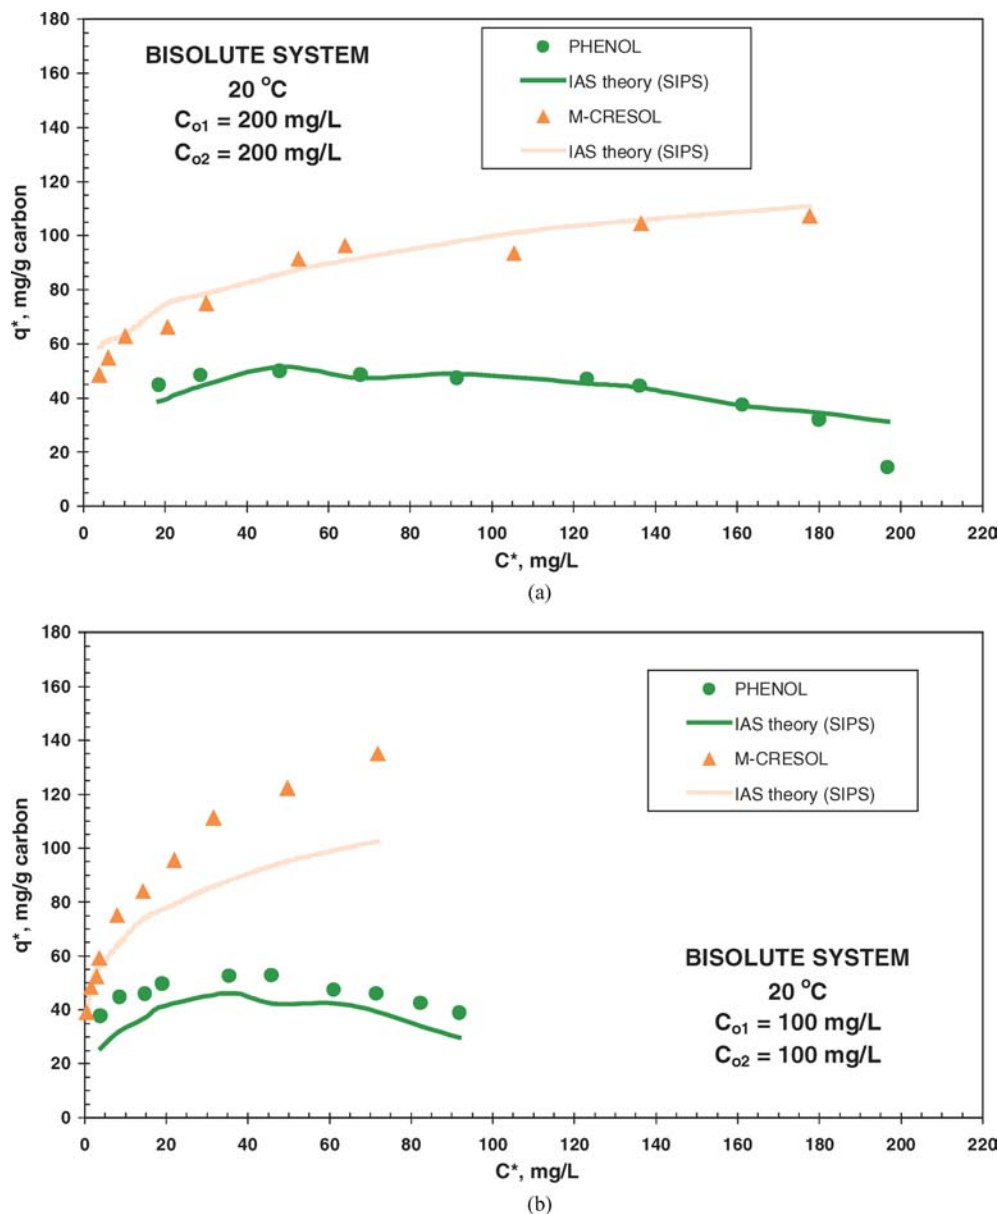 180
160
140
120
100
80
60
40
20
0
q*, mg/g carbon
BISOLUTE SYSTEM
20 °C
Co1 = 200 mg/L
Co2 = 200 mg/L
PHENOL
IAS theory (SIPS)
M-CRESOL
IAS theory (SIPS)
0 20 40 60 80 100 120 140 160 180 200 220
C*, mg/L
(a)
180
160
140
120
100
80
60
40
20
0
q*, mg/g carbon
PHENOL
IAS theory (SIPS)
M-CRESOL
IAS theory (SIPS)
BISOLUTE SYSTEM
20 °C
Co1 = 100 mg/L
Co2 = 100 mg/L
0 20 40 60 80 100 120 140 160 180 200 220
C*, mg/L
(b)